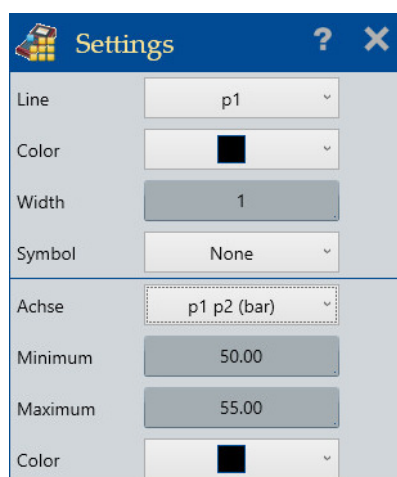 Settings ?
Line p1
Color
Width 1
Symbol None
Achse p1 p2 (bar)
Minimum 50.00
Maximum 55.00
Color